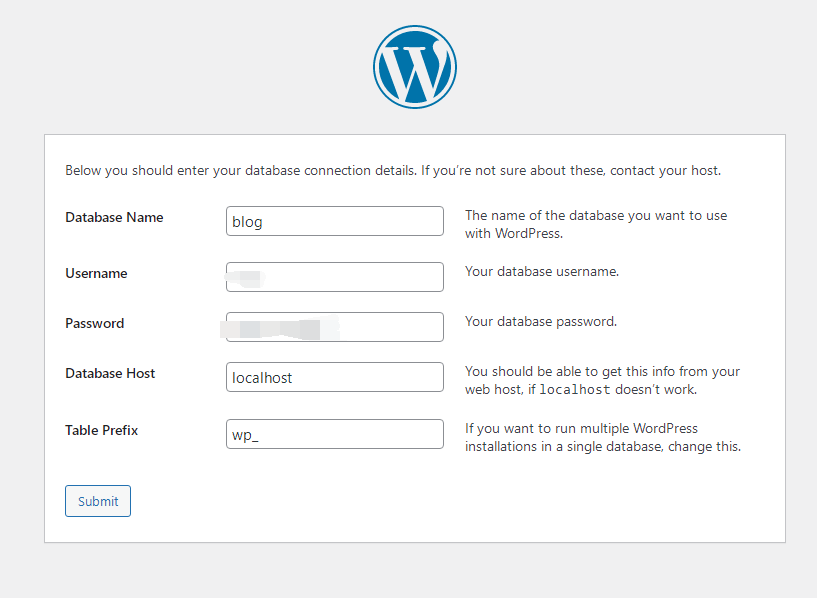 Below you should enter your database connection details. If you’re not sure about these, contact your host.
Database Name
blog
The name of the database you want to use
with WordPress.
Username
Your database username.
Password
Your database password.
Database Host
localhost
You should be able to get this info from your
web host, if localhost doesn’t work.
Table Prefix
wp_
If you want to run multiple WordPress
installations in a single database, change this.
Submit